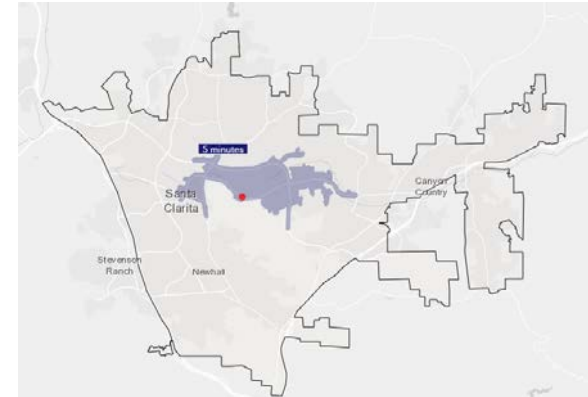 5 minutes
Santa
Clarita
Canyon
Country
Stevenson
Ranch
Newhall